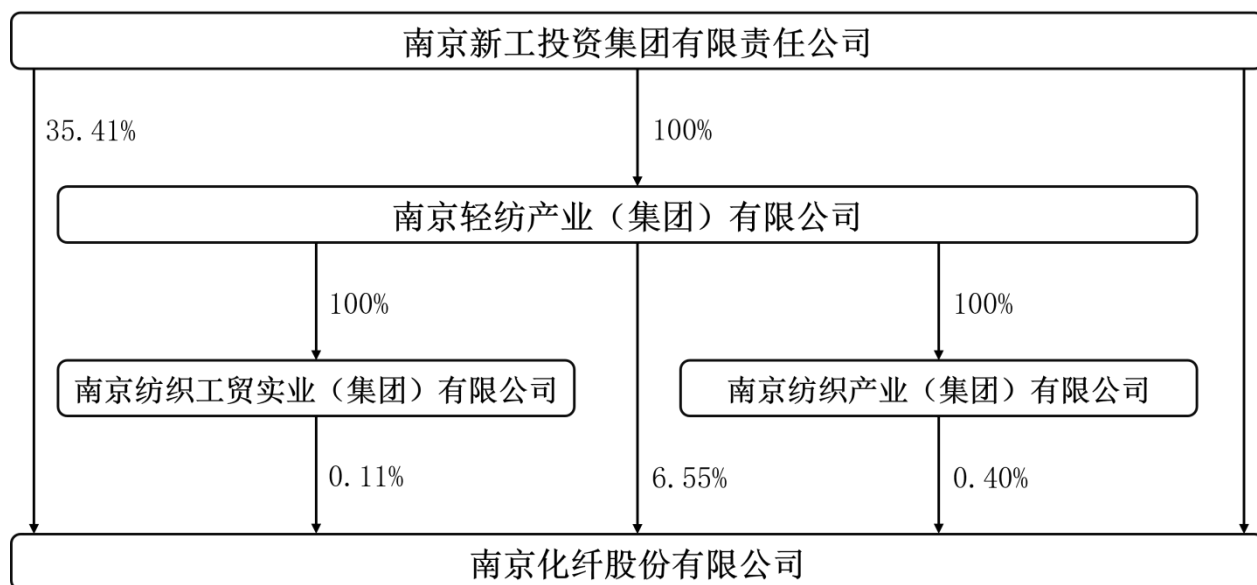 南京新工投资集团有限责任公司
35.41%
100%
南京轻纺产业（集团）有限公司
100%
100%
南京纺织工贸实业（集团）有限公司
南京纺织产业（集团）有限公司
0.11%
6.55%
0.40%
南京化纤股份有限公司